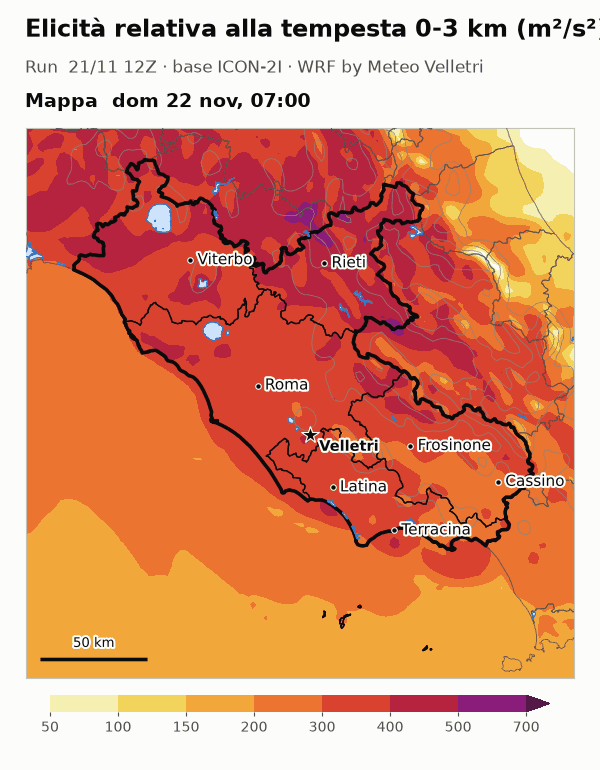 Elicità relativa alla tempesta 0-3 km (m²/s²)
Run 21/11 12Z · base ICON-2I · WRF by Meteo Velletri
Mappa dom 22 nov, 07:00
Viterbo
Rieti
Roma
Velletri
Frosinone
Latina
Cassino
Terracina
50 km
50 100 150 200 300 400 500 700